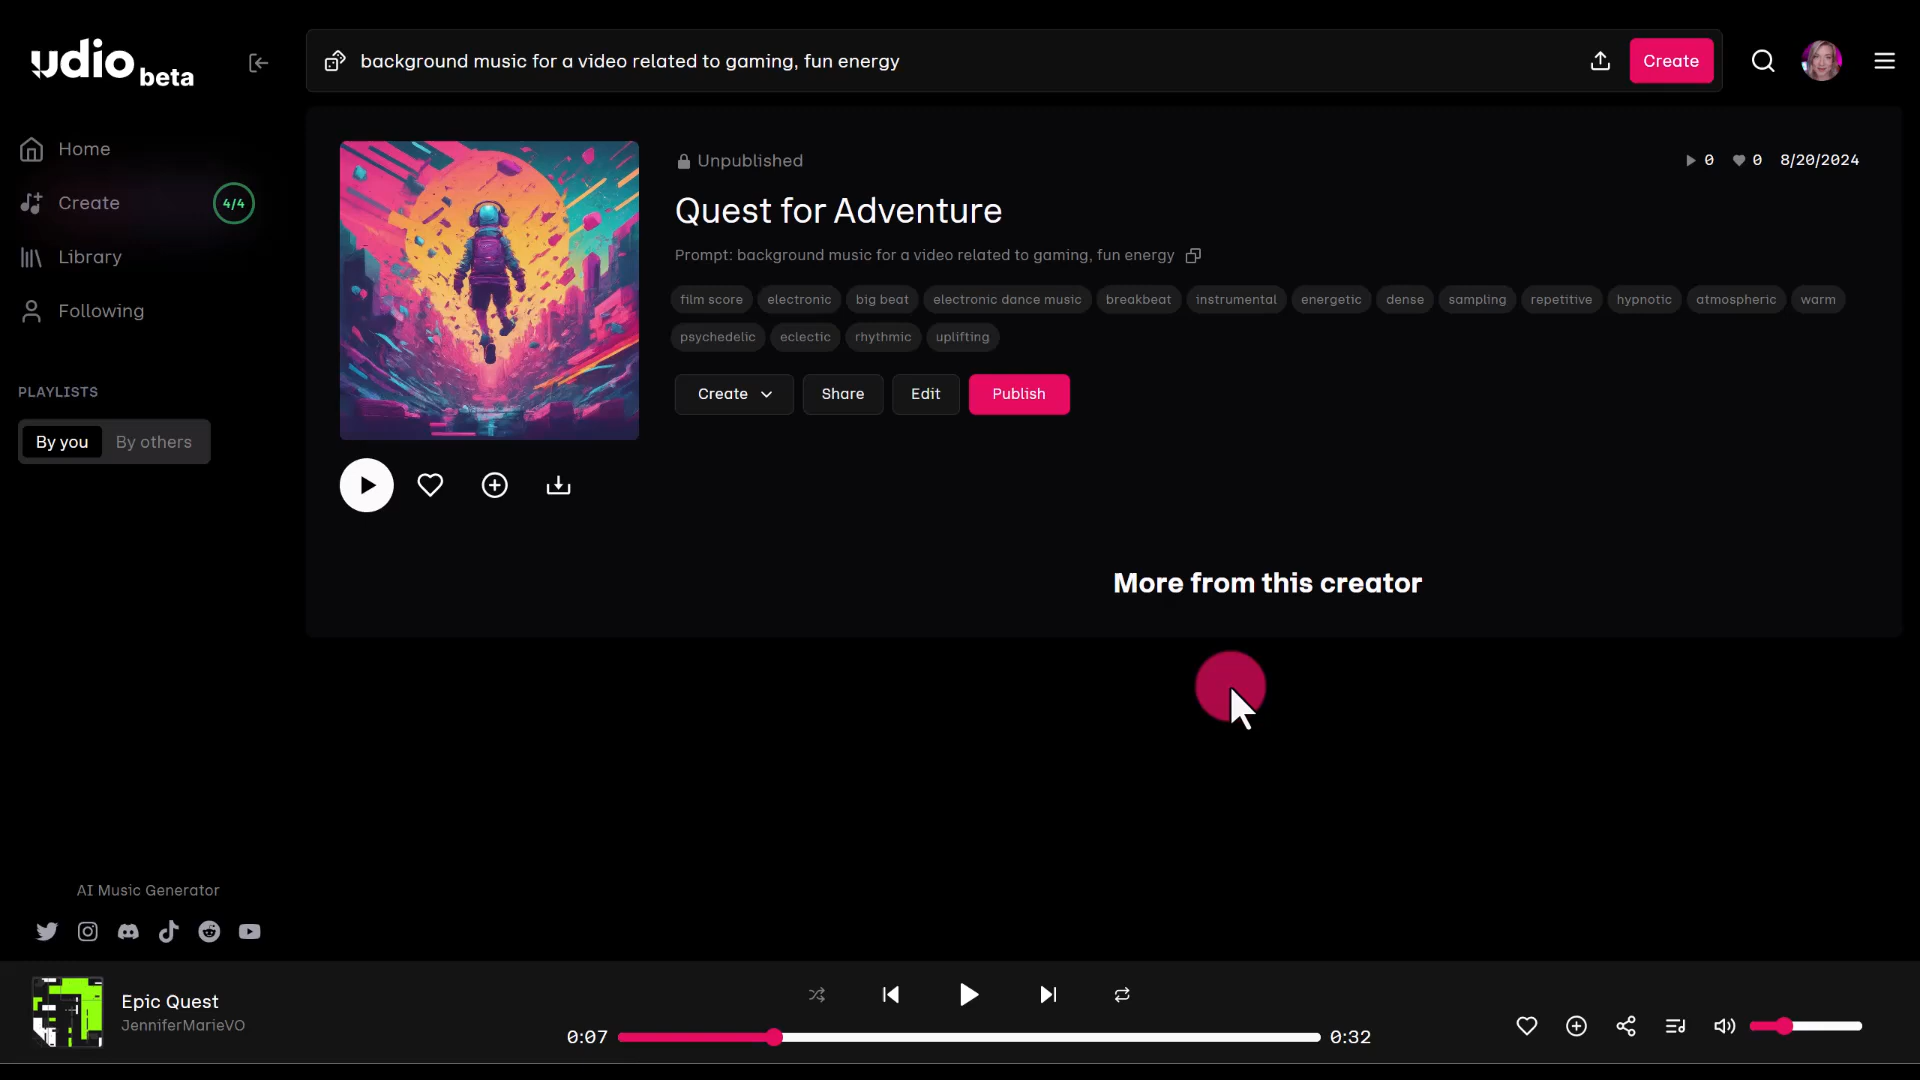 udio beta
background music for a video related to gaming, fun energy
Create
Home
Create
4/4
Library
Following
PLAYLISTS
By you
By others
Unpublished
0
0
8/20/2024
Quest for Adventure
Prompt: background music for a video related to gaming, fun energy
film score
electronic
big beat
electronic dance music
breakbeat
instrumental
energetic
dense
sampling
repetitive
hypnotic
atmospheric
warm
psychedelic
eclectic
rhythmic
uplifting
Create
Share
Edit
Publish
More from this creator
AI Music Generator
Epic Quest
JenniferMarieVO
0:07
0:32